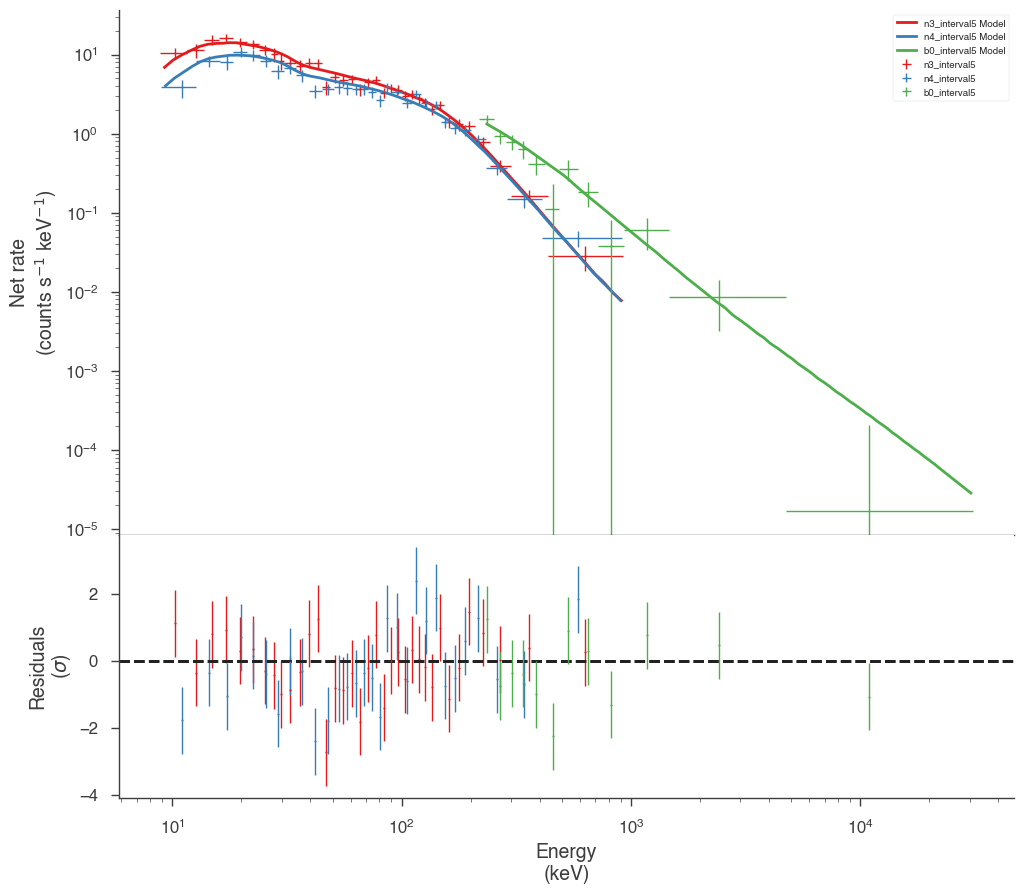 n3_interval5 Model
n4_interval5 Model
b0_interval5 Model
n3_interval5
n4_interval5
b0_interval5
Net rate
(counts s⁻¹ keV⁻¹)
10¹
10⁰
10⁻¹
10⁻²
10⁻³
10⁻⁴
10⁻⁵
Residuals
(σ)
2
0
−2
−4
10¹ 10² 10³ 10⁴
Energy
(keV)